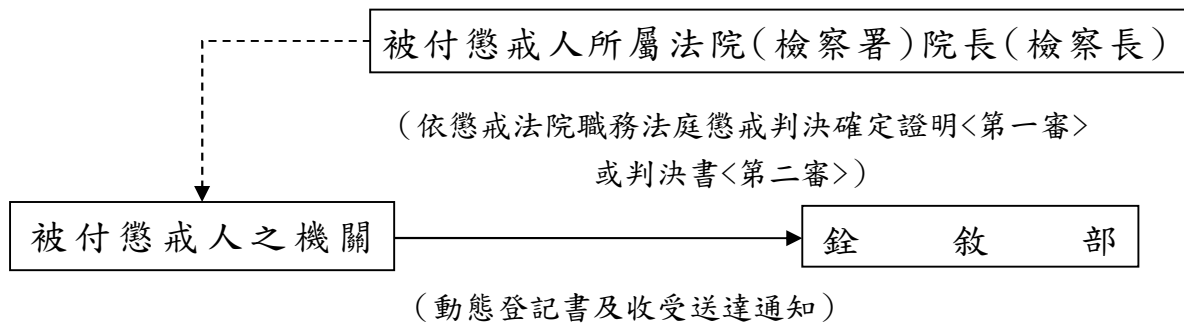 被付懲戒人所屬法院(檢察署)院長(檢察長)
(依懲戒法院職務法庭懲戒判決確定證明<第一審>
或判決書<第二審>)
被付懲戒人之機關
銓敘部
(動態登記書及收受送達通知)